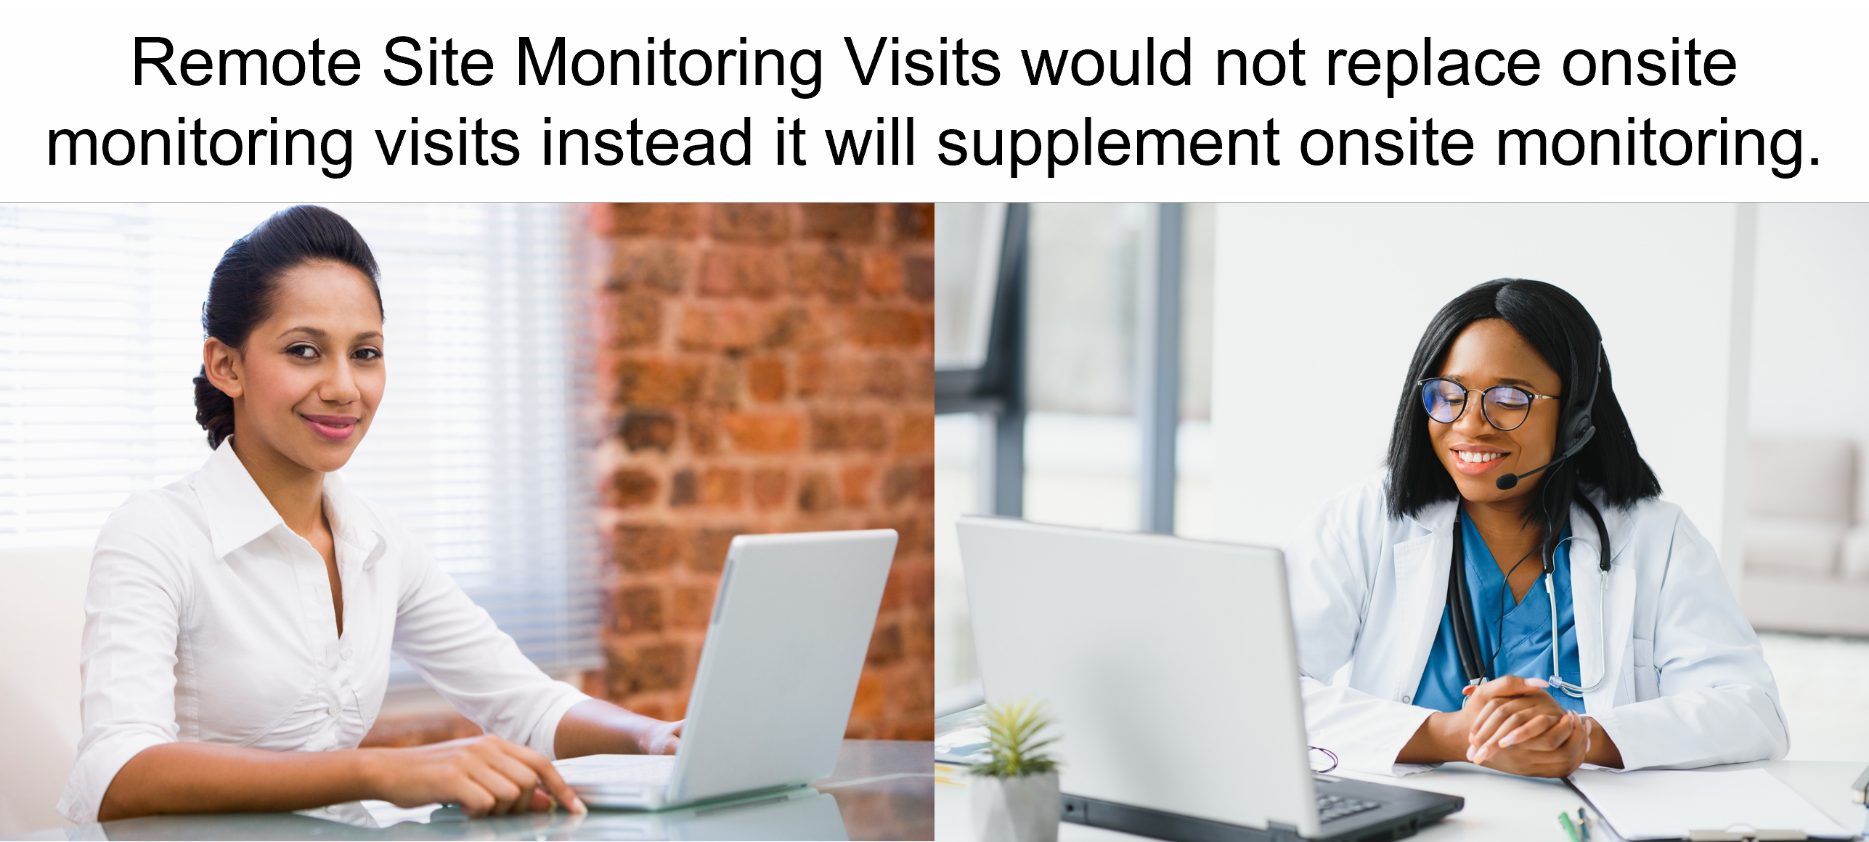 Remote Site Monitoring Visits would not replace onsite
monitoring visits instead it will supplement onsite monitoring.